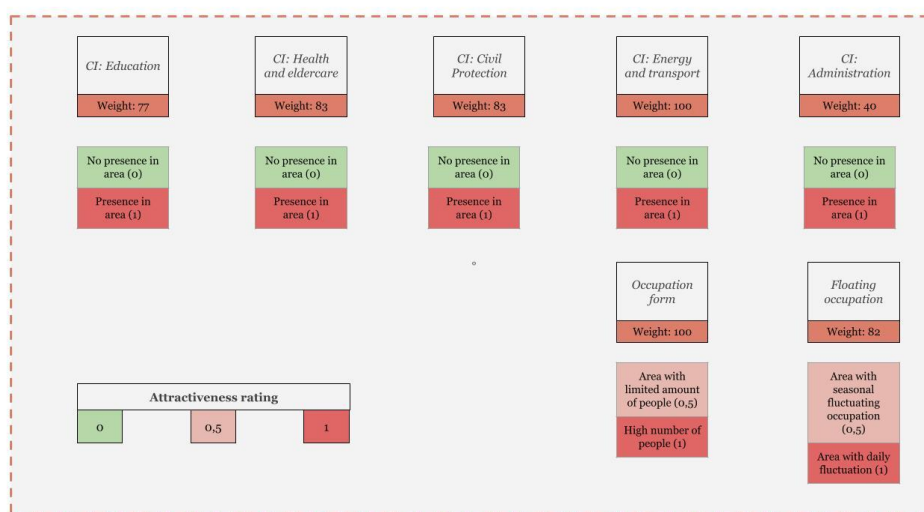 CI: Education
Weight: 77
No presence in
area (0)
Presence in
area (1)
CI: Health
and eldercare
Weight: 83
No presence in
area (0)
Presence in
area (1)
CI: Civil
Protection
Weight: 83
No presence in
area (0)
Presence in
area (1)
CI: Energy
and transport
Weight: 100
No presence in
area (0)
Presence in
area (1)
CI:
Administration
Weight: 40
No presence in
area (0)
Presence in
area (1)
Occupation
form
Weight: 100
Area with
limited amount
of people (0,5)
High number of
people (1)
Floating
occupation
Weight: 82
Area with
seasonal
fluctuating
occupation
(0,5)
Area with daily
fluctuation (1)
Attractiveness rating
0
0,5
1